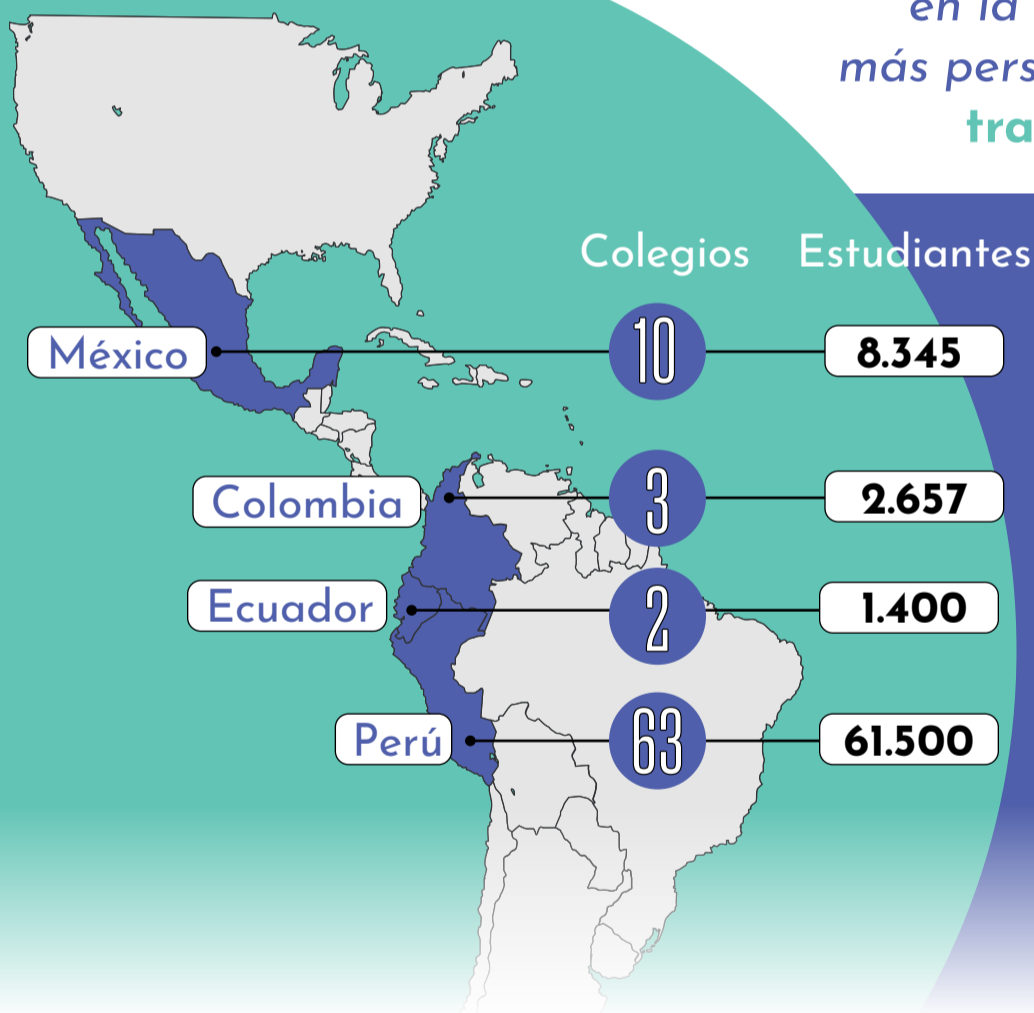 en la
más pers
tra
Colegios Estudiantes
México 10 8.345
Colombia 3 2.657
Ecuador 2 1.400
Perú 63 61.500